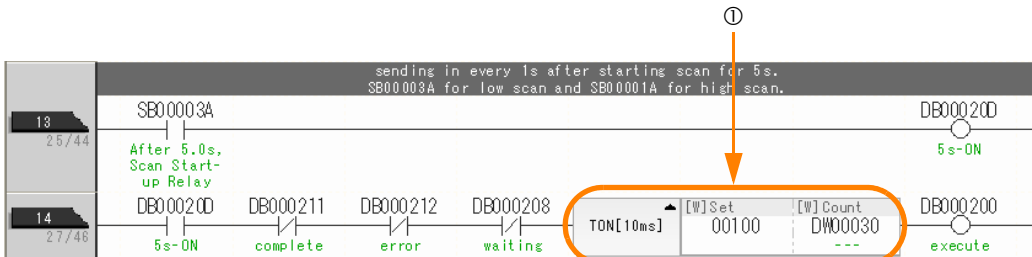 ①
sending in every 1s after starting scan for 5s.
SB00003A for low scan and SB00001A for high scan.
13
25/44
SB00003A
After 5.0s,
Scan Start-
up Relay
DB00020D
5s-ON
14
27/46
DB00020D
5s-ON
DB000211
complete
DB000212
error
DB000208
waiting
TON[10ms]
[W]Set
00100
[W]Count
DW00030
---
DB000200
execute